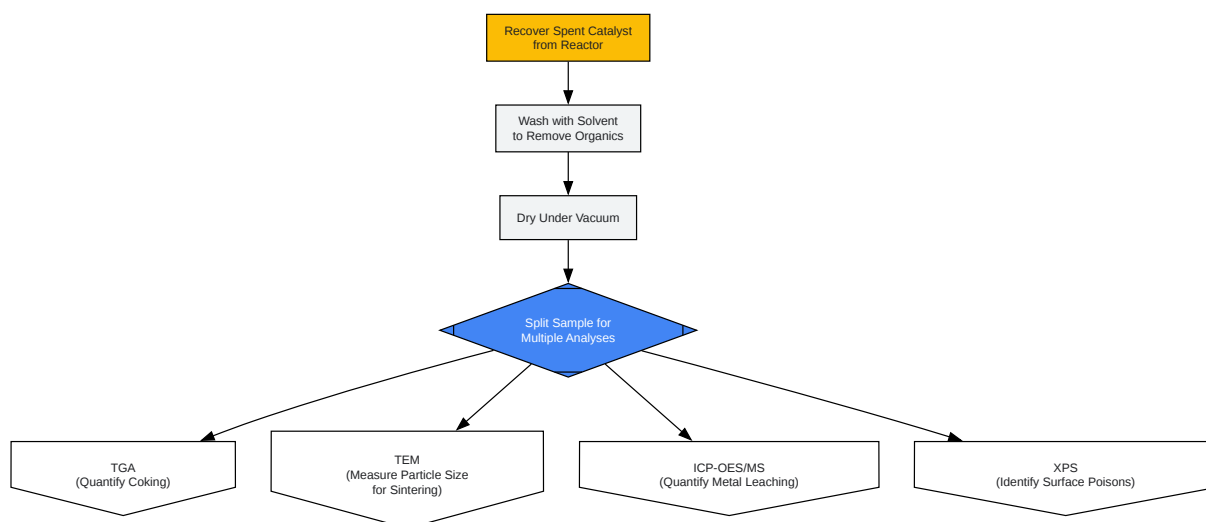 Recover Spent Catalyst
from Reactor
Wash with Solvent
to Remove Organics
Dry Under Vacuum
Split Sample for
Multiple Analyses
TGA
(Quantify Coking)
TEM
(Measure Particle Size
for Sintering)
ICP-OES/MS
(Quantify Metal Leaching)
XPS
(Identify Surface Poisons)